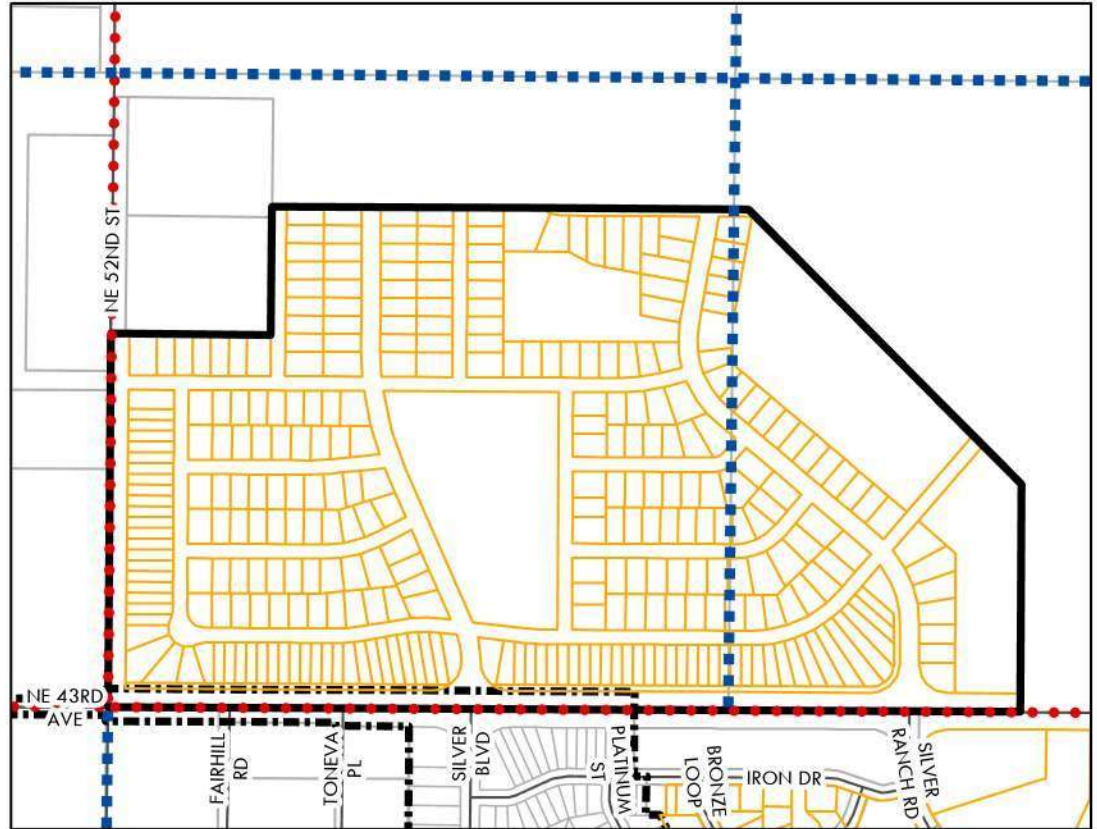 NE 52ND ST
NE 43RD
AVE
FAIRHILL
RD
TONEVA
PL
SILVER
BLVD
PLATINUM
ST
BRONZE
LOOP
IRON DR
SILVER
RANCH RD